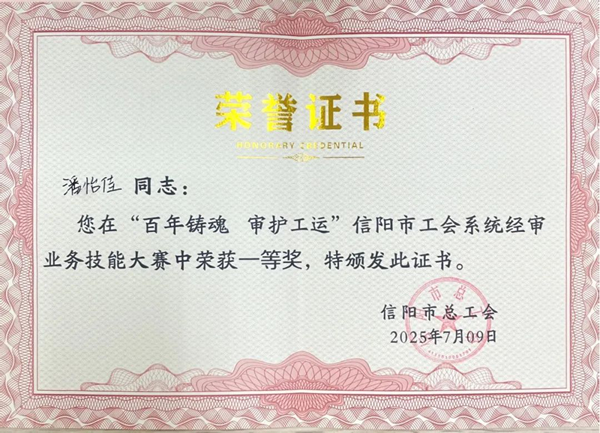 荣誉证书
HONORARY CREDENTIAL
潘怡佳 同志：
您在“百年铸魂 审护工运”信阳市工会系统经审
业务技能大赛中荣获一等奖，特颁发此证书。
信阳市总工会
2025年7月09日